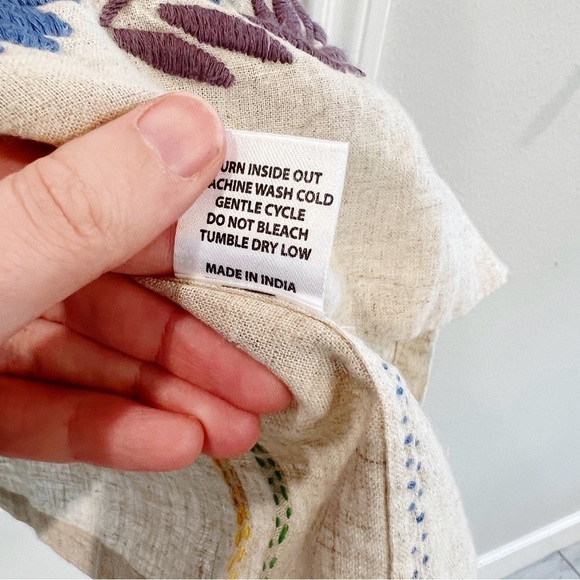 URN INSIDE OUT
ACHINE WASH COLD
GENTLE CYCLE
DO NOT BLEACH
TUMBLE DRY LOW
MADE IN INDIA